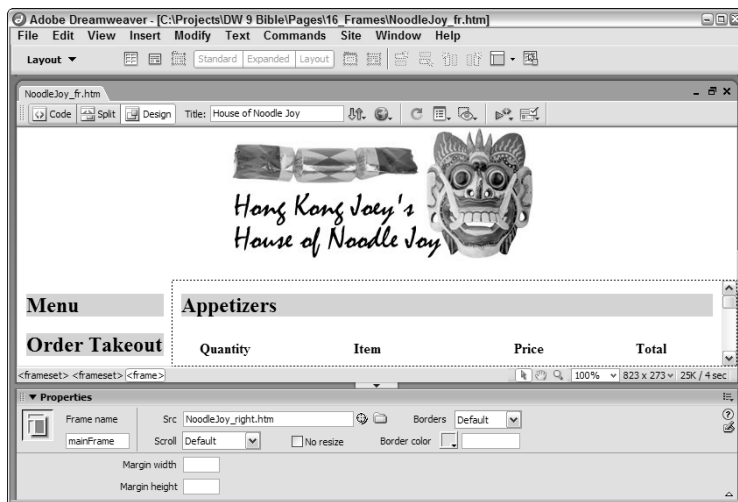 Adobe Dreamweaver - [C:\Projects\DW 9 Bible\Pages\16_Frames\NoodleJoy_fr.htm]
File Edit View Insert Modify Text Commands Site Window Help
Layout Standard Expanded Layout
NoodleJoy_fr.htm
Code Split Design Title: House of Noodle Joy
Hong Kong Joey's
House of Noodle Joy
Menu Appetizers
Order Takeout Quantity Item Price Total
<frameset> <frameset> <frame> 100% 823 x 273 25K / 4 sec
Properties
Frame name Src NoodleJoy_right.htm Borders Default
mainFrame Scroll Default No resize Border color
Margin width
Margin height